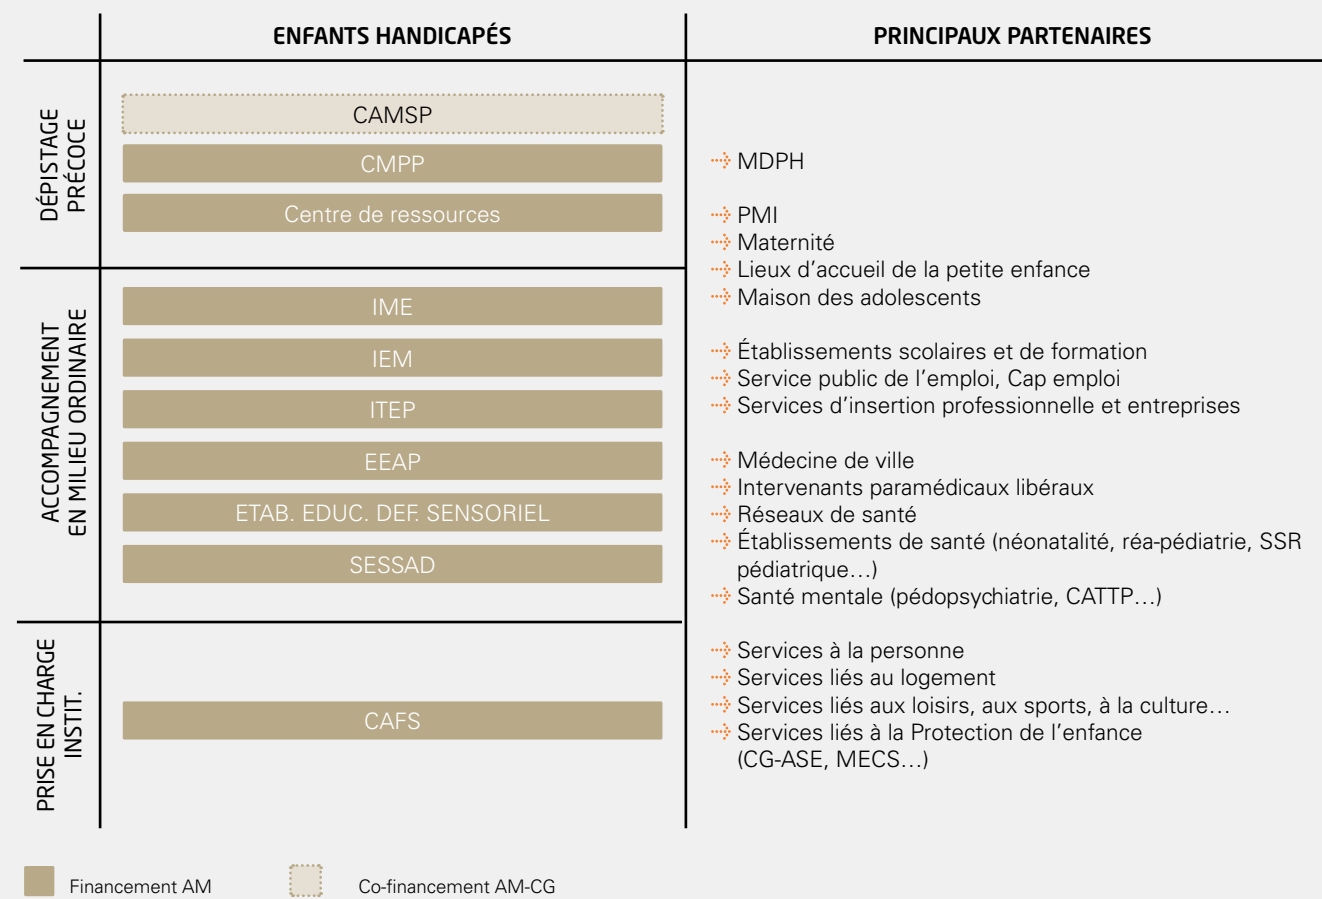 ENFANTS HANDICAPÉS
PRINCIPAUX PARTENAIRES
DÉPISTAGE
PRÉCOCE
CAMSP
CMPP
Centre de ressources
ACCOMPAGNEMENT
EN MILIEU ORDINAIRE
IME
IEM
ITEP
EEAP
ETAB. EDUC. DEF. SENSORIEL
SESSAD
PRISE EN CHARGE
INSTIT.
CAFS
MDPH
PMI
Maternité
Lieux d'accueil de la petite enfance
Maison des adolescents
Établissements scolaires et de formation
Service public de l'emploi, Cap emploi
Services d'insertion professionnelle et entreprises
Médecine de ville
Intervenants paramédicaux libéraux
Réseaux de santé
Établissements de santé (néonatalité, réa-pédiatrie, SSR
pédiatrique…)
Santé mentale (pédopsychiatrie, CATTP…)
Services à la personne
Services liés au logement
Services liés aux loisirs, aux sports, à la culture…
Services liés à la Protection de l'enfance
(CG-ASE, MECS…)
Financement AM
Co-financement AM-CG